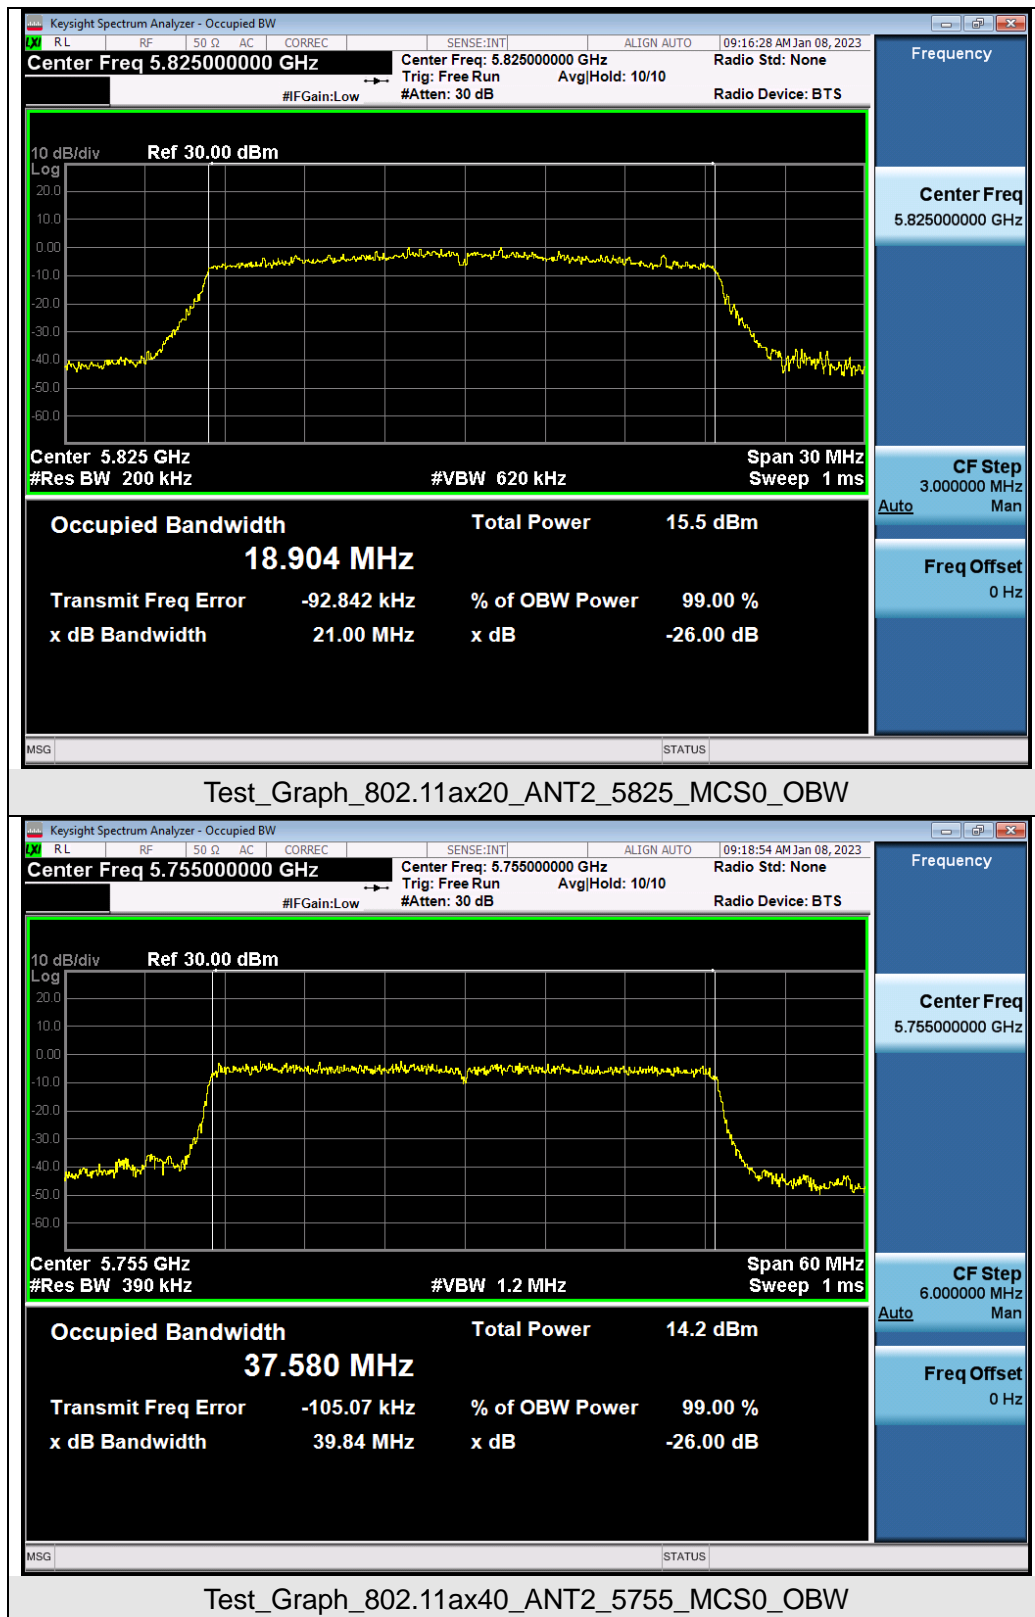 Keysight Spectrum Analyzer - Occupied BW
LXI RL RF 50 Ω AC CORREC SENSE:INT ALIGN AUTO 09:16:28 AM Jan 08, 2023
Center Freq 5.825000000 GHz
Center Freq: 5.825000000 GHz
Radio Std: None
Trig: Free Run Avg|Hold: 10/10
#IFGain:Low #Atten: 30 dB
Radio Device: BTS
Frequency
10 dB/div Ref 30.00 dBm
Log
20.0
10.0
0.00
-10.0
-20.0
-30.0
-40.0
-50.0
-60.0
Center 5.825 GHz Span 30 MHz
#Res BW 200 kHz #VBW 620 kHz Sweep 1 ms
Center Freq
5.825000000 GHz
CF Step
3.000000 MHz
Auto Man
Freq Offset
0 Hz
Occupied Bandwidth Total Power 15.5 dBm
18.904 MHz
Transmit Freq Error -92.842 kHz % of OBW Power 99.00 %
x dB Bandwidth 21.00 MHz x dB -26.00 dB
MSG STATUS
Test_Graph_802.11ax20_ANT2_5825_MCS0_OBW
Keysight Spectrum Analyzer - Occupied BW
LXI RL RF 50 Ω AC CORREC SENSE:INT ALIGN AUTO 09:18:54 AM Jan 08, 2023
Center Freq 5.755000000 GHz
Center Freq: 5.755000000 GHz
Radio Std: None
Trig: Free Run Avg|Hold: 10/10
#IFGain:Low #Atten: 30 dB
Radio Device: BTS
Frequency
10 dB/div Ref 30.00 dBm
Log
20.0
10.0
0.00
-10.0
-20.0
-30.0
-40.0
-50.0
-60.0
Center 5.755 GHz Span 60 MHz
#Res BW 390 kHz #VBW 1.2 MHz Sweep 1 ms
Center Freq
5.755000000 GHz
CF Step
6.000000 MHz
Auto Man
Freq Offset
0 Hz
Occupied Bandwidth Total Power 14.2 dBm
37.580 MHz
Transmit Freq Error -105.07 kHz % of OBW Power 99.00 %
x dB Bandwidth 39.84 MHz x dB -26.00 dB
MSG STATUS
Test_Graph_802.11ax40_ANT2_5755_MCS0_OBW